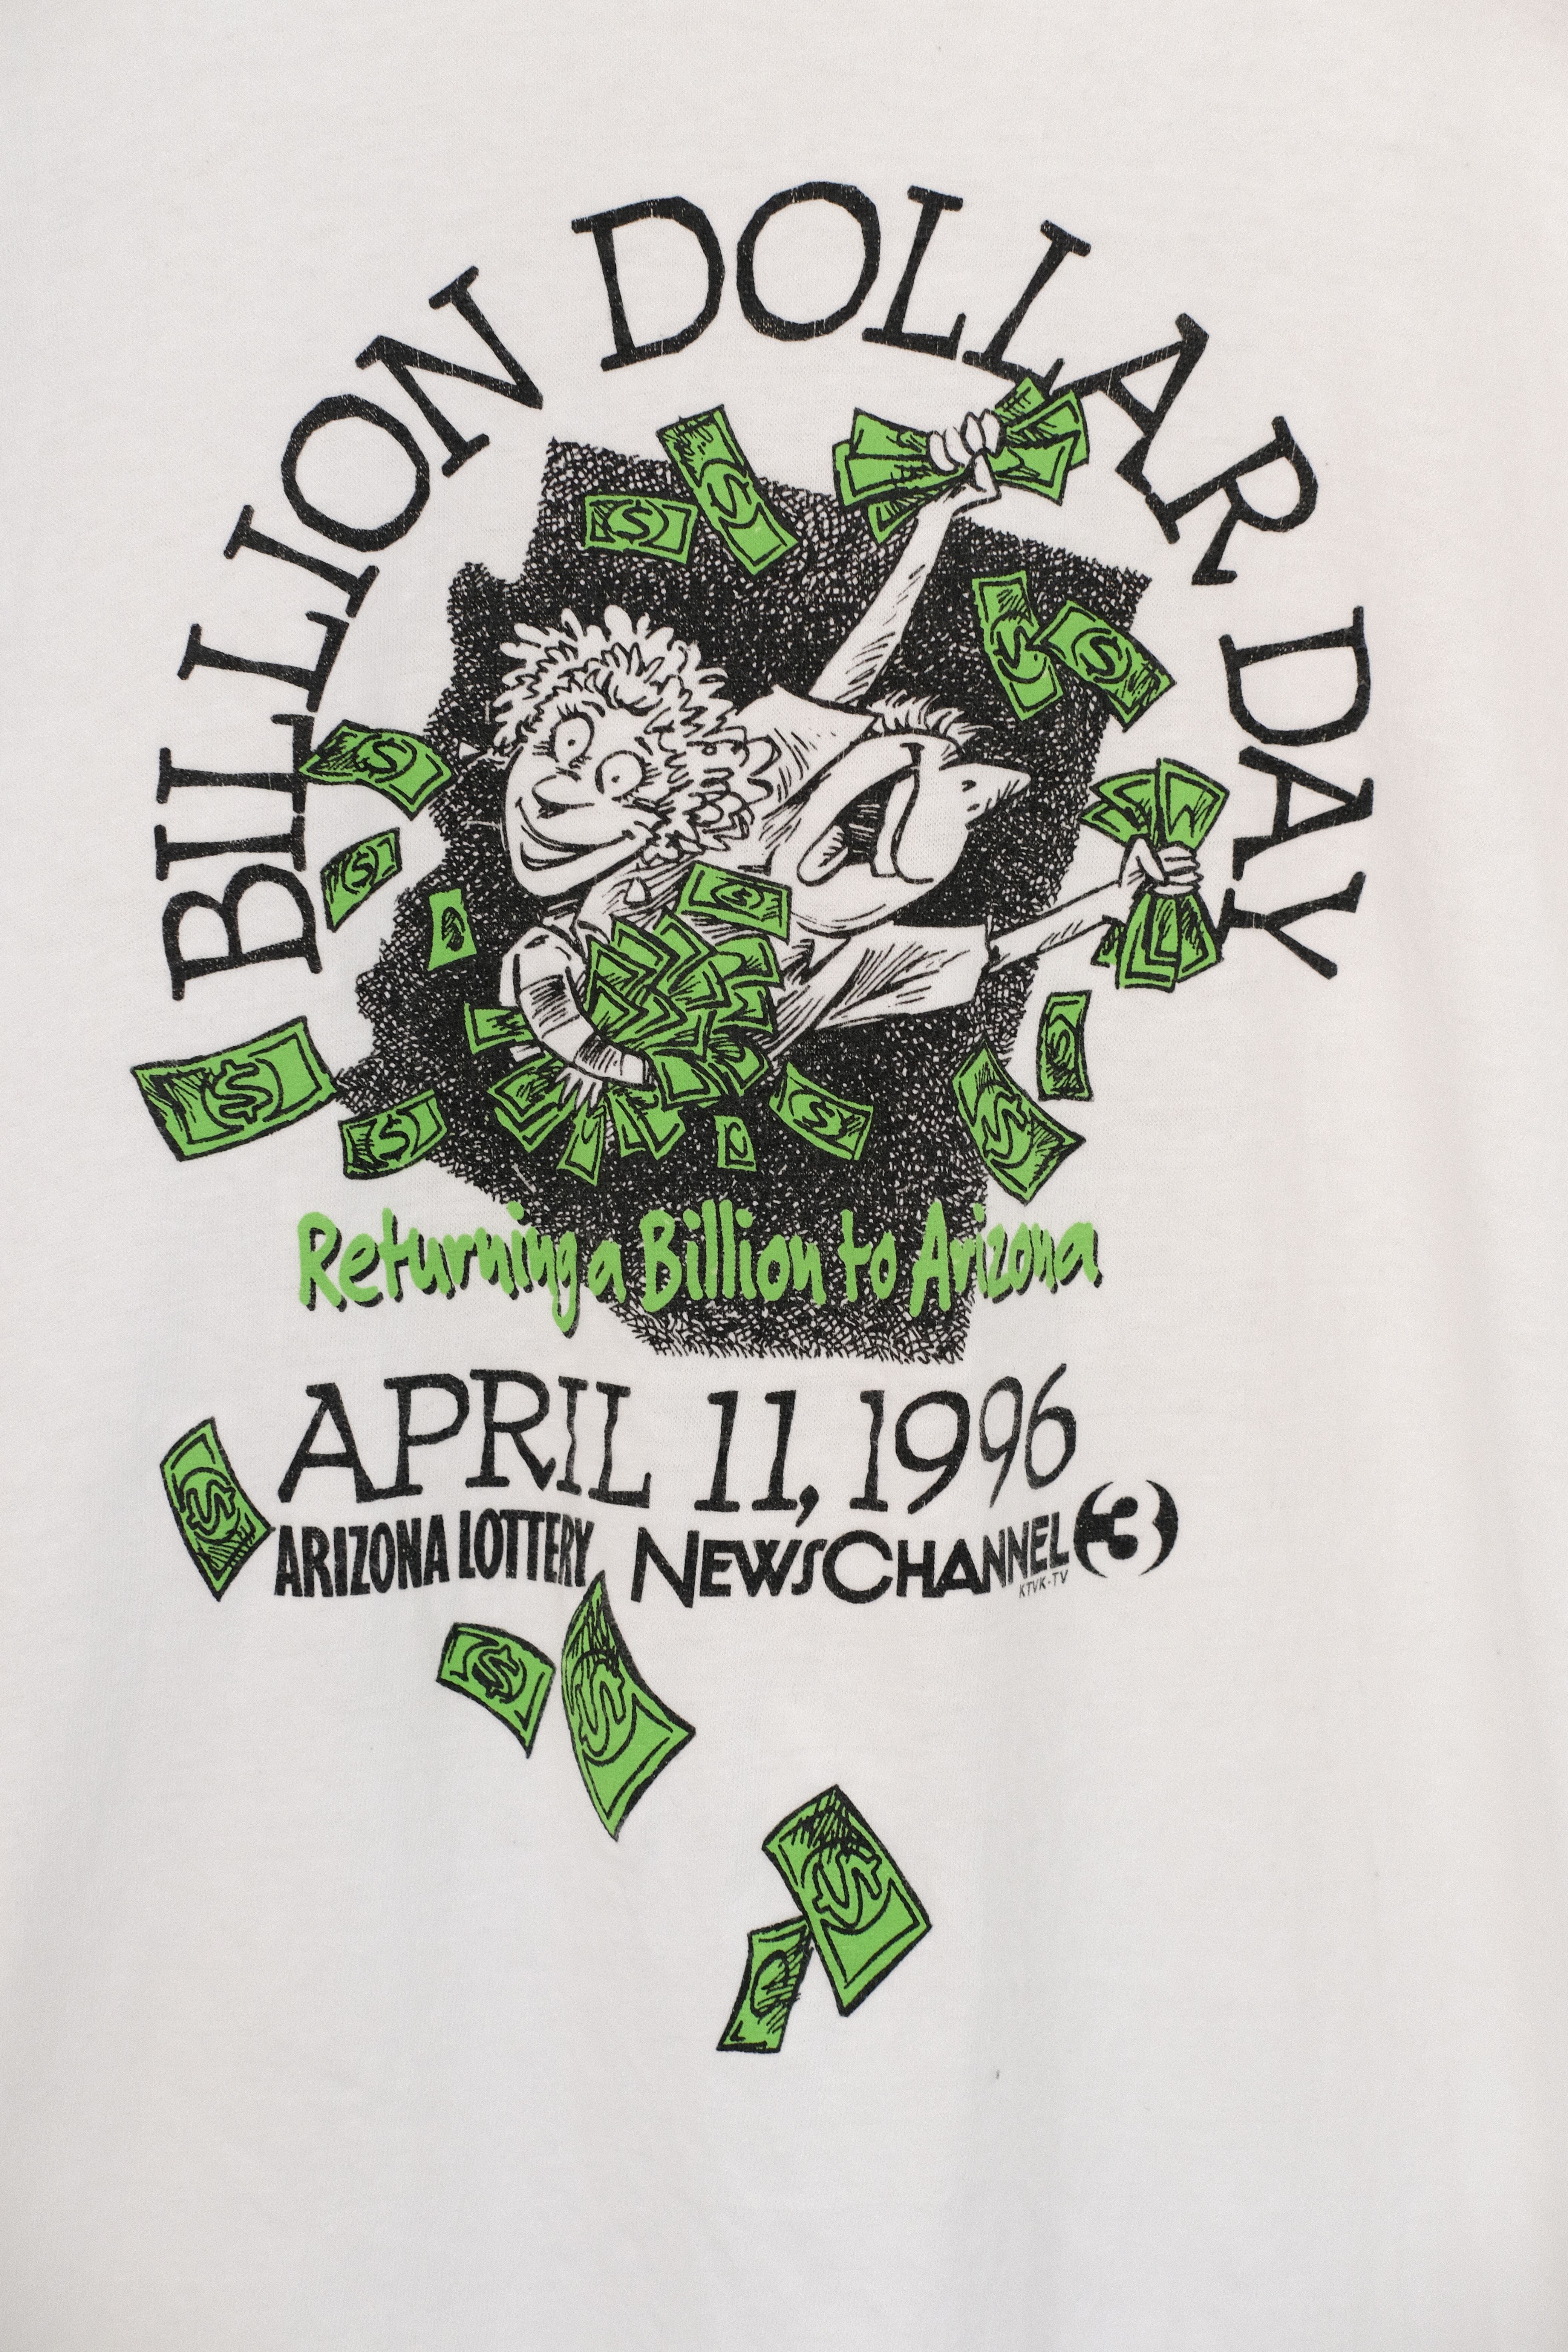 BILLION DOLLAR DAY
Returning a Billion to Arizona
APRIL 11, 1996
ARIZONA LOTTERY NEWSCHANNEL 3
KTVK-TV